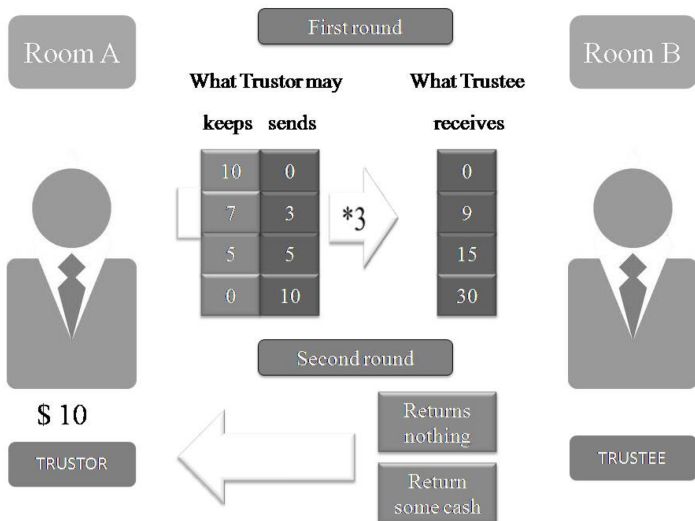 First round
Room A
Room B
What Trustor may
What Trustee
keeps sends
receives
10 0
0
7 3
9
*3
5 5
15
0 10
30
Second round
$ 10
Returns
nothing
TRUSTOR
TRUSTEE
Return
some cash